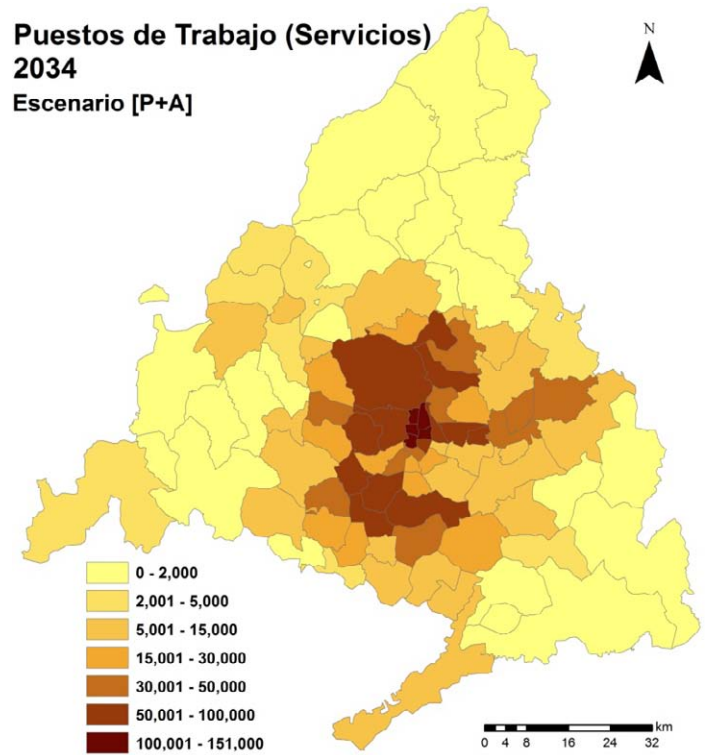 Puestos de Trabajo (Servicios)
2034
Escenario [P+A]
N
0 - 2,000
2,001 - 5,000
5,001 - 15,000
15,001 - 30,000
30,001 - 50,000
50,001 - 100,000
100,001 - 151,000
km
0 4 8 16 24 32